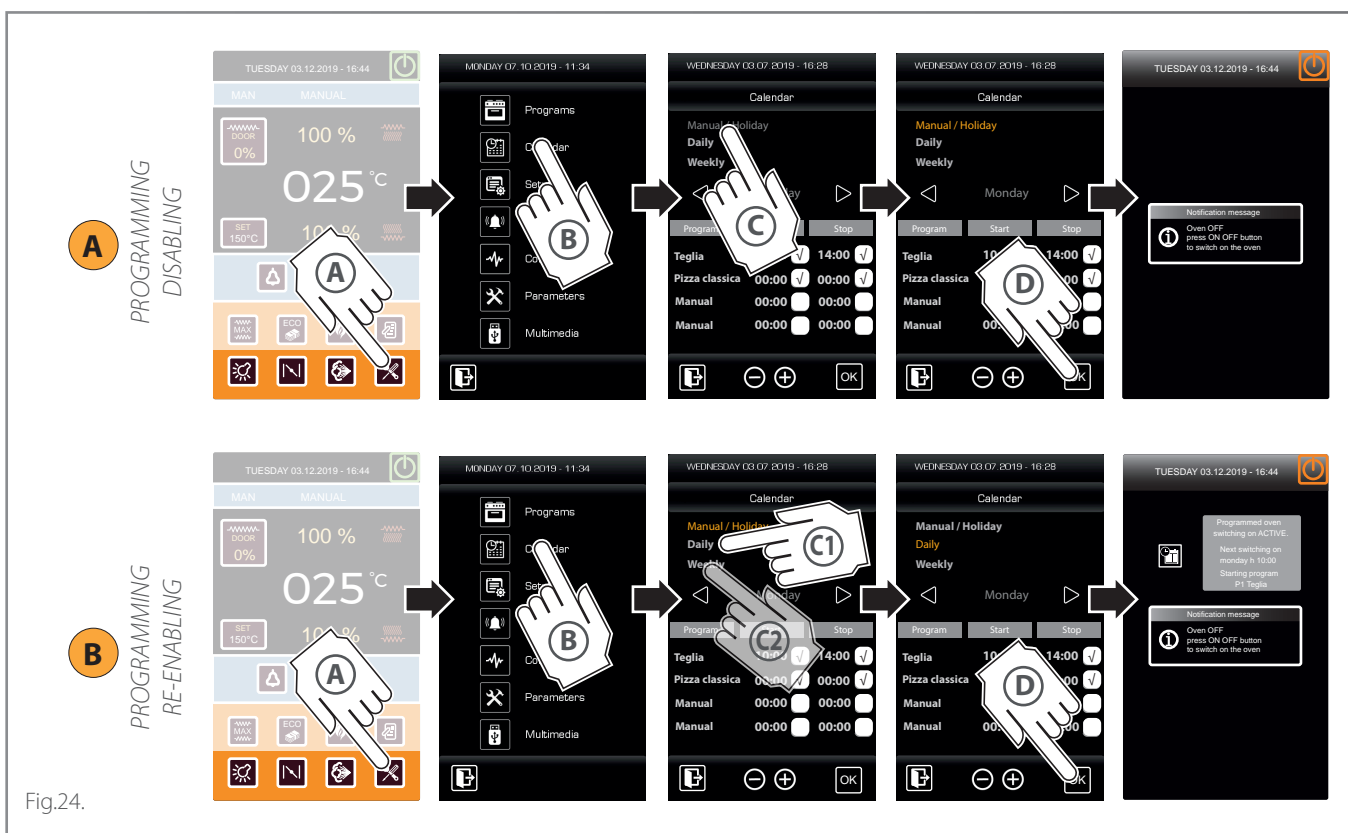 A
PROGRAMMING
DISABLING
TUESDAY 03.12.2019 - 16:44
MAN MANUAL
DOOR
0%
100 %
025 °C
SET
150°C
100 %
MAX
ECO
A
MONDAY 07.10.2019 - 11:34
Programs
B
Parameters
Multimedia
WEDNESDAY 03.07.2019 - 16:28
Calendar
Manual / Holiday
Daily
Weekly
C
Program Stop
Teglia 14:00 √
Pizza classica 00:00 √ 00:00 √
Manual 00:00 00:00
Manual 00:00 00:00
OK
WEDNESDAY 03.07.2019 - 16:28
Calendar
Manual / Holiday
Daily
Weekly
Monday
Program Start Stop
Teglia 14:00 √
Pizza classica √
Manual
Manual 00:00
D
TUESDAY 03.12.2019 - 16:44
Notification message
Oven OFF
press ON OFF button
to switch on the oven
B
PROGRAMMING
RE-ENABLING
TUESDAY 03.12.2019 - 16:44
MAN MANUAL
DOOR
0%
100 %
025 °C
SET
150°C
100 %
MAX
ECO
A
MONDAY 07.10.2019 - 11:34
Programs
B
Parameters
Multimedia
WEDNESDAY 03.07.2019 - 16:28
Calendar
Manual / Holiday
Daily
Weekly
C1
Monday
C2
Program Stop
Teglia 10:00 √ 14:00 √
Pizza classica 00:00 √ 00:00 √
Manual 00:00 00:00
Manual 00:00 00:00
OK
WEDNESDAY 03.07.2019 - 16:28
Calendar
Manual / Holiday
Daily
Weekly
Monday
Program Start Stop
Teglia 14:00 √
Pizza classica √
Manual
Manual 00:00
D
TUESDAY 03.12.2019 - 16:44
Programmed oven
switching on ACTIVE.
Next switching on
monday h 10:00
Starting program
P1 Teglia
Notification message
Oven OFF
press ON OFF button
to switch on the oven
Fig.24.